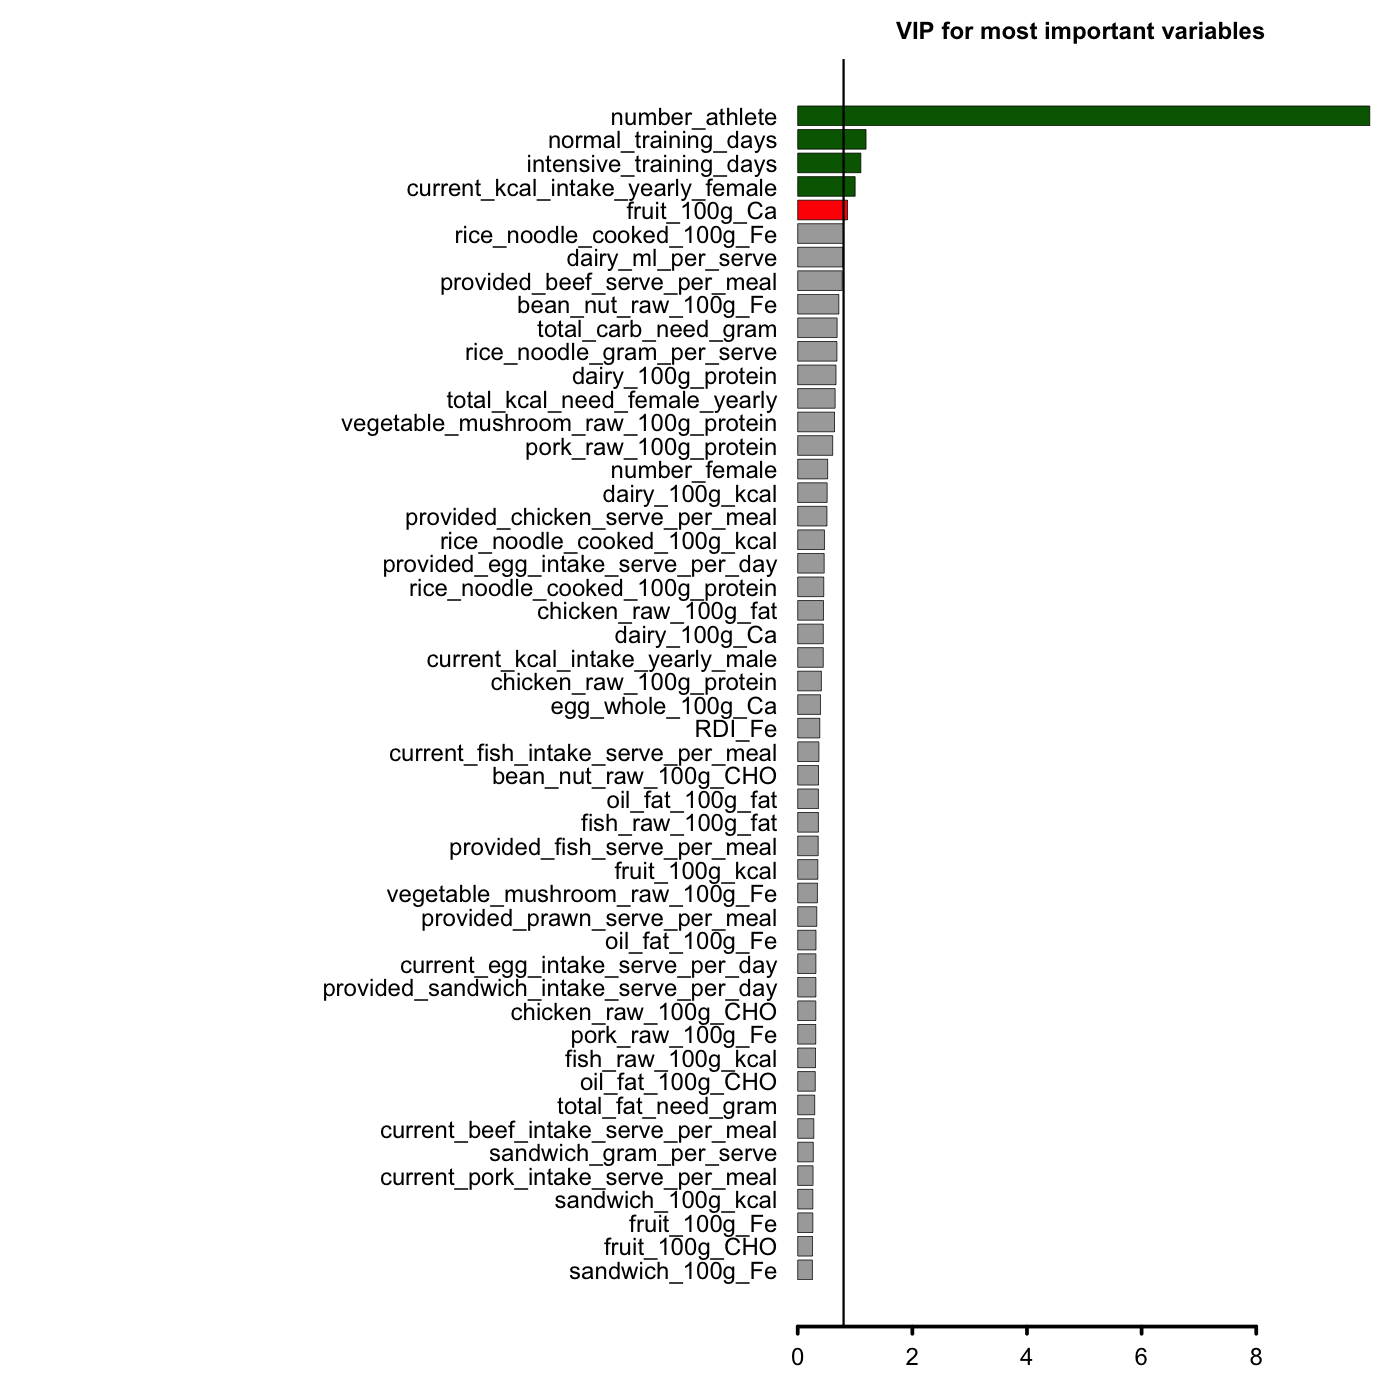 VIP for most important variables
number_athlete
normal_training_days
intensive_training_days
current_kcal_intake_yearly_female
fruit_100g_Ca
rice_noodle_cooked_100g_Fe
dairy_ml_per_serve
provided_beef_serve_per_meal
bean_nut_raw_100g_Fe
total_carb_need_gram
rice_noodle_gram_per_serve
dairy_100g_protein
total_kcal_need_female_yearly
vegetable_mushroom_raw_100g_protein
pork_raw_100g_protein
number_female
dairy_100g_kcal
provided_chicken_serve_per_meal
rice_noodle_cooked_100g_kcal
provided_egg_intake_serve_per_day
rice_noodle_cooked_100g_protein
chicken_raw_100g_fat
dairy_100g_Ca
current_kcal_intake_yearly_male
chicken_raw_100g_protein
egg_whole_100g_Ca
RDI_Fe
current_fish_intake_serve_per_meal
bean_nut_raw_100g_CHO
oil_fat_100g_fat
fish_raw_100g_fat
provided_fish_serve_per_meal
fruit_100g_kcal
vegetable_mushroom_raw_100g_Fe
provided_prawn_serve_per_meal
oil_fat_100g_Fe
current_egg_intake_serve_per_day
provided_sandwich_intake_serve_per_day
chicken_raw_100g_CHO
pork_raw_100g_Fe
fish_raw_100g_kcal
oil_fat_100g_CHO
total_fat_need_gram
current_beef_intake_serve_per_meal
sandwich_gram_per_serve
current_pork_intake_serve_per_meal
sandwich_100g_kcal
fruit_100g_Fe
fruit_100g_CHO
sandwich_100g_Fe
0 2 4 6 8